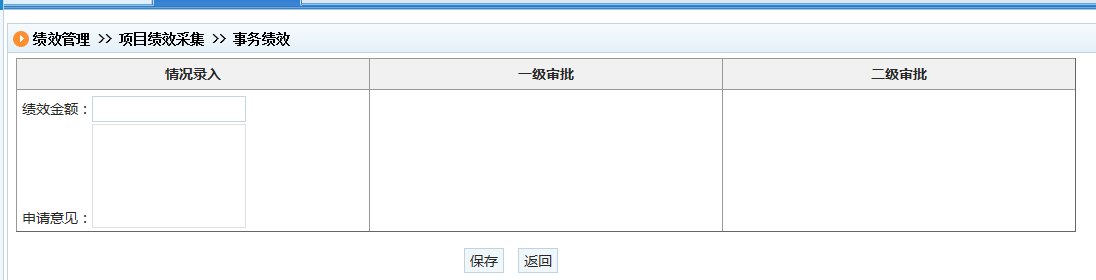 绩效管理 >> 项目绩效采集 >> 事务绩效
情况录入 一级审批 二级审批
绩效金额：
申请意见：
保存 返回